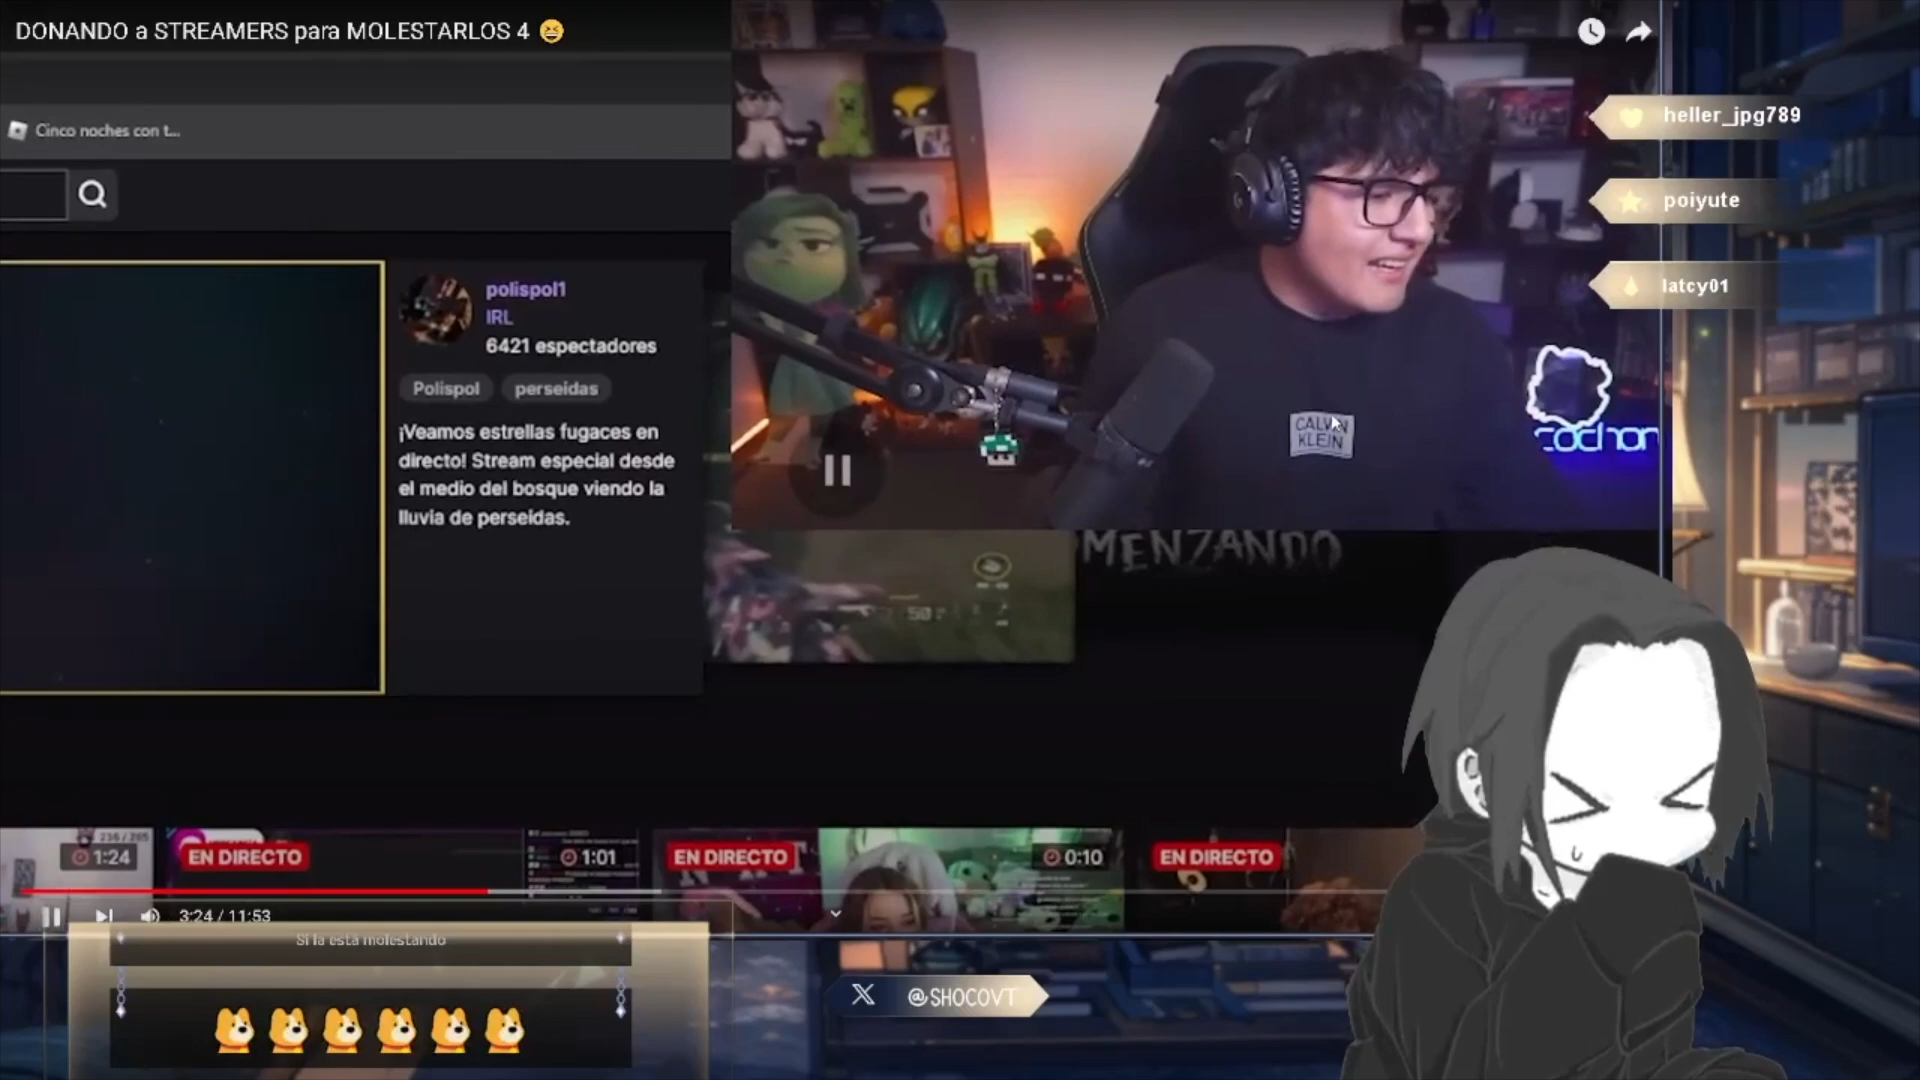 DONANDO a STREAMERS para MOLESTARLOS 4 😆
Cinco noches con t...
polispol1
IRL
6421 espectadores
Polispol
perseidas
¡Veamos estrellas fugaces en
directo! Stream especial desde
el medio del bosque viendo la
lluvia de perseidas.
CALVIN
KLEIN
heller_jpg789
poiyute
latcy01
MENZANDO
50
236 / 265
1:24
EN DIRECTO
1:01
EN DIRECTO
0:10
EN DIRECTO
3:24 / 11:53
Si la está molestando
@SHOCOVT